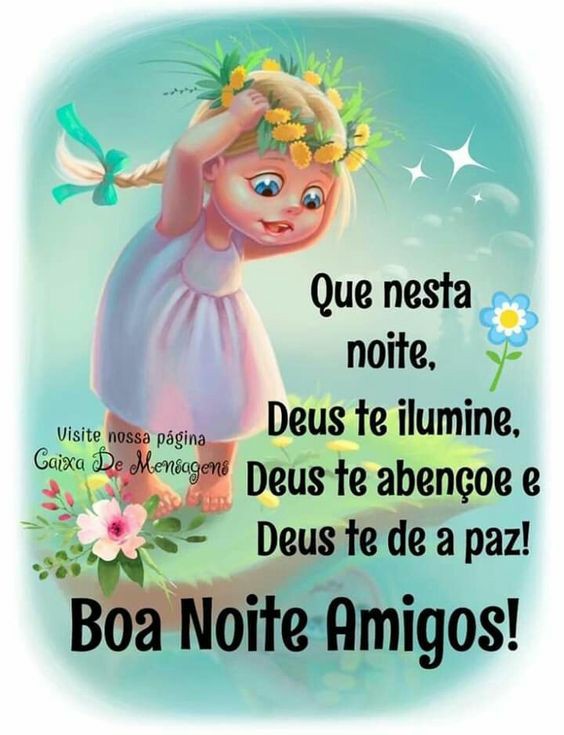 Que nesta
noite,
Deus te ilumine,
Deus te abençoe e
Deus te de a paz!
Visite nossa página
Caixa De Mensagens
Boa Noite Amigos!